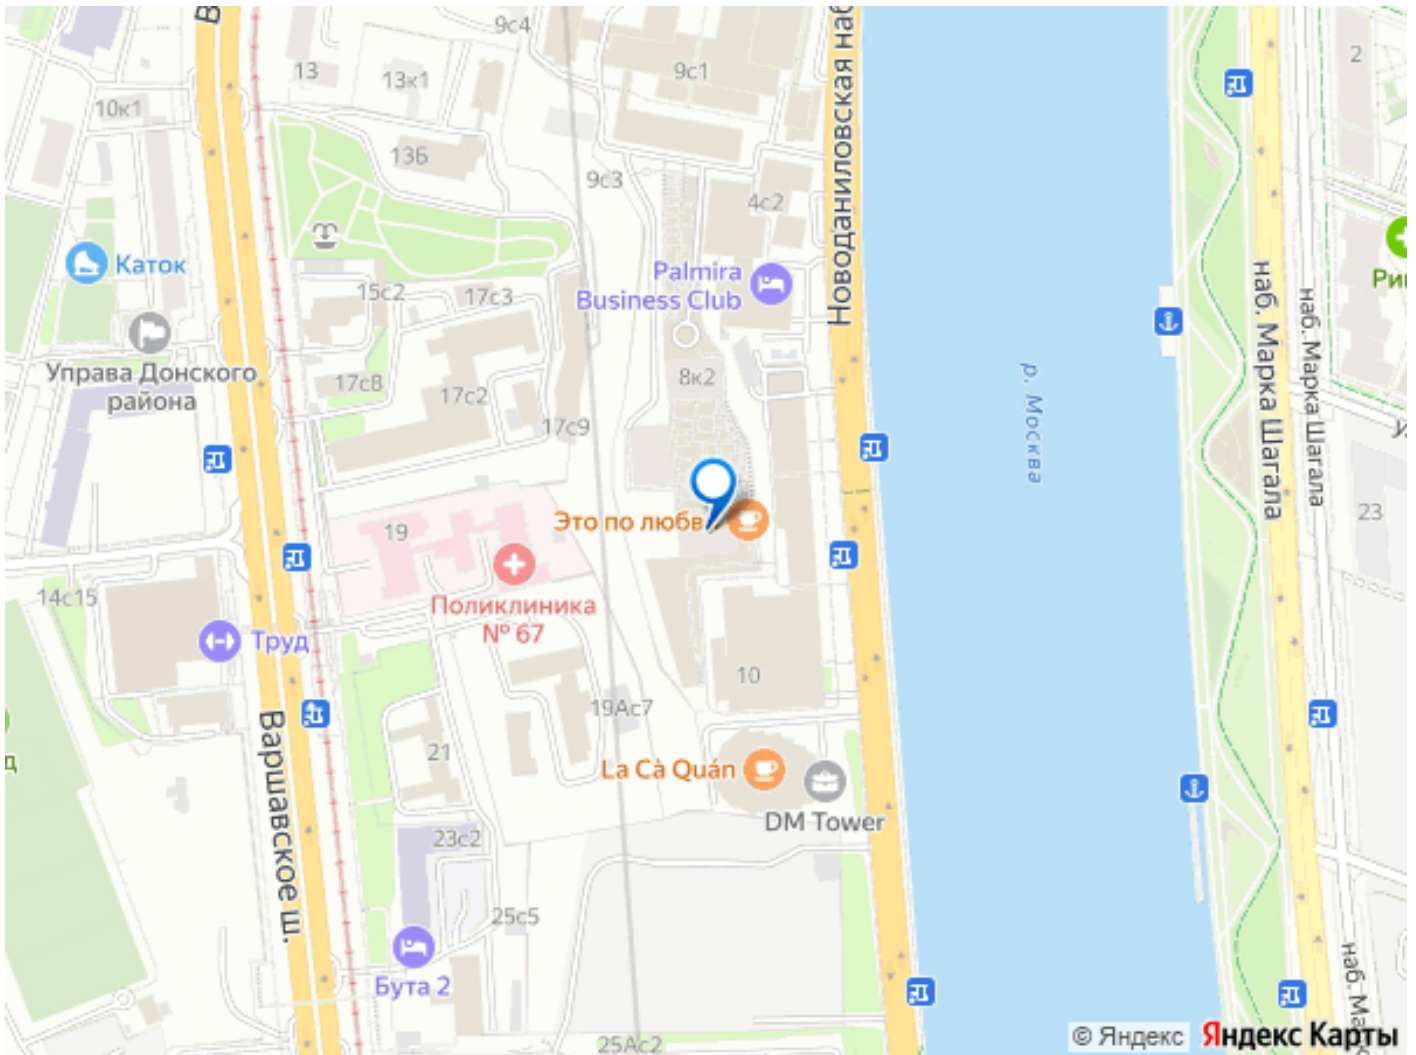 9с4
13
13к1
9с1
2
10к1
13Б
9с3
4с2
Новоданиловская наб
Каток
Palmira
Business Club
15с2
17с3
Управа Донского
района
17с8
17с2
8к2
17с9
р. Москва
наб. Марка Шагала
наб. Марка Шагала
23
Это по любв
19
Поликлиника
№ 67
14с15
Труд
10
19Ас7
Варшавское ш.
21
La Cà Quán
DM Tower
23с2
25с5
Бута 2
25Ас2
наб. Ма
© Яндекс
Яндекс Карты